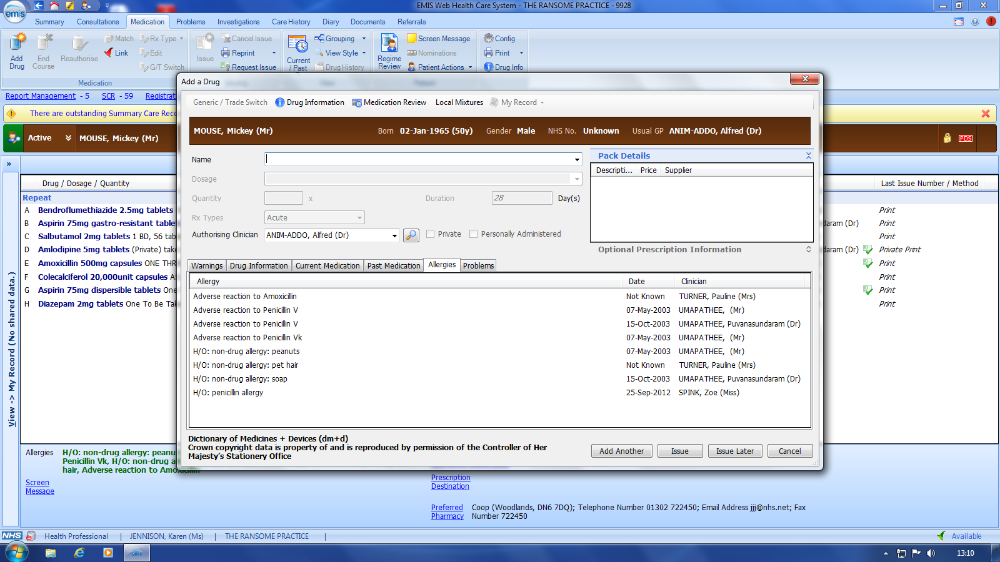 EMIS Web Health Care System - THE RANSOME PRACTICE - 9928
emis
Summary Consultations Medication Problems Investigations Care History Diary Documents Referrals
Add Drug
End Course
Reauthorise
Match
Link
Rx Type
Edit
G/T Switch
Issue
Cancel Issue
Reprint
Request Issue
Current / Past
Grouping
View Style
Drug History
Regime Review
Screen Message
EPS Nominations
Patient Actions
Config
Print
Drug Info
Medication
Report Management - 5 SCR - 59 Registrat
There are outstanding Summary Care Reco
Active MOUSE, Mickey (Mr)
PDS
»
View -> My Record (No shared data.)
Drug / Dosage / Quantity
Last Issue Number / Method
Repeat
A Bendroflumethiazide 2.5mg tablets Print
B Aspirin 75mg gastro-resistant table daram (Dr) Print
C Salbutamol 2mg tablets 1 BD, 56 tab Print
D Amlodipine 5mg tablets (Private) take daram (Dr) Private Print
E Amoxicillin 500mg capsules ONE THR Print
F Colecalciferol 20,000unit capsules AS Print
G Aspirin 75mg dispersible tablets One Print
H Diazepam 2mg tablets One To Be Tak Print
Add a Drug
Generic / Trade Switch Drug Information Medication Review Local Mixtures My Record
MOUSE, Mickey (Mr) Born 02-Jan-1965 (50y) Gender Male NHS No. Unknown Usual GP ANIM-ADDO, Alfred (Dr)
Name
Dosage
Quantity x Duration 28 Day(s)
Rx Types Acute
Authorising Clinician ANIM-ADDO, Alfred (Dr) Private Personally Administered
Pack Details
Descripti... Price Supplier
Optional Prescription Information
Warnings Drug Information Current Medication Past Medication Allergies Problems
Allergy Date Clinician
Adverse reaction to Amoxicillin Not Known TURNER, Pauline (Mrs)
Adverse reaction to Penicillin V 07-May-2003 UMAPATHEE, (Mr)
Adverse reaction to Penicillin V 15-Oct-2003 UMAPATHEE, Puvanasundaram (Dr)
Adverse reaction to Penicillin Vk 07-May-2003 UMAPATHEE, (Mr)
H/O: non-drug allergy: peanuts 07-May-2003 UMAPATHEE, (Mr)
H/O: non-drug allergy: pet hair Not Known TURNER, Pauline (Mrs)
H/O: non-drug allergy: soap 15-Oct-2003 UMAPATHEE, Puvanasundaram (Dr)
H/O: penicillin allergy 25-Sep-2012 SPINK, Zoe (Miss)
Dictionary of Medicines + Devices (dm+d)
Crown copyright data is property of and is reproduced by permission of the Controller of Her
Majesty's Stationery Office
Add Another Issue Issue Later Cancel
Allergies H/O: non-drug allergy: peanu
Penicillin Vk, H/O: non-drug a
hair, Adverse reaction to Amoxicillin
Screen
Message
Prescription
Destination
Preferred Coop (Woodlands, DN6 7DQ); Telephone Number 01302 722450; Email Address jjj@nhs.net; Fax
Pharmacy Number 722450
NHS Health Professional | JENNISON, Karen (Ms) | THE RANSOME PRACTICE |
Available
13:10